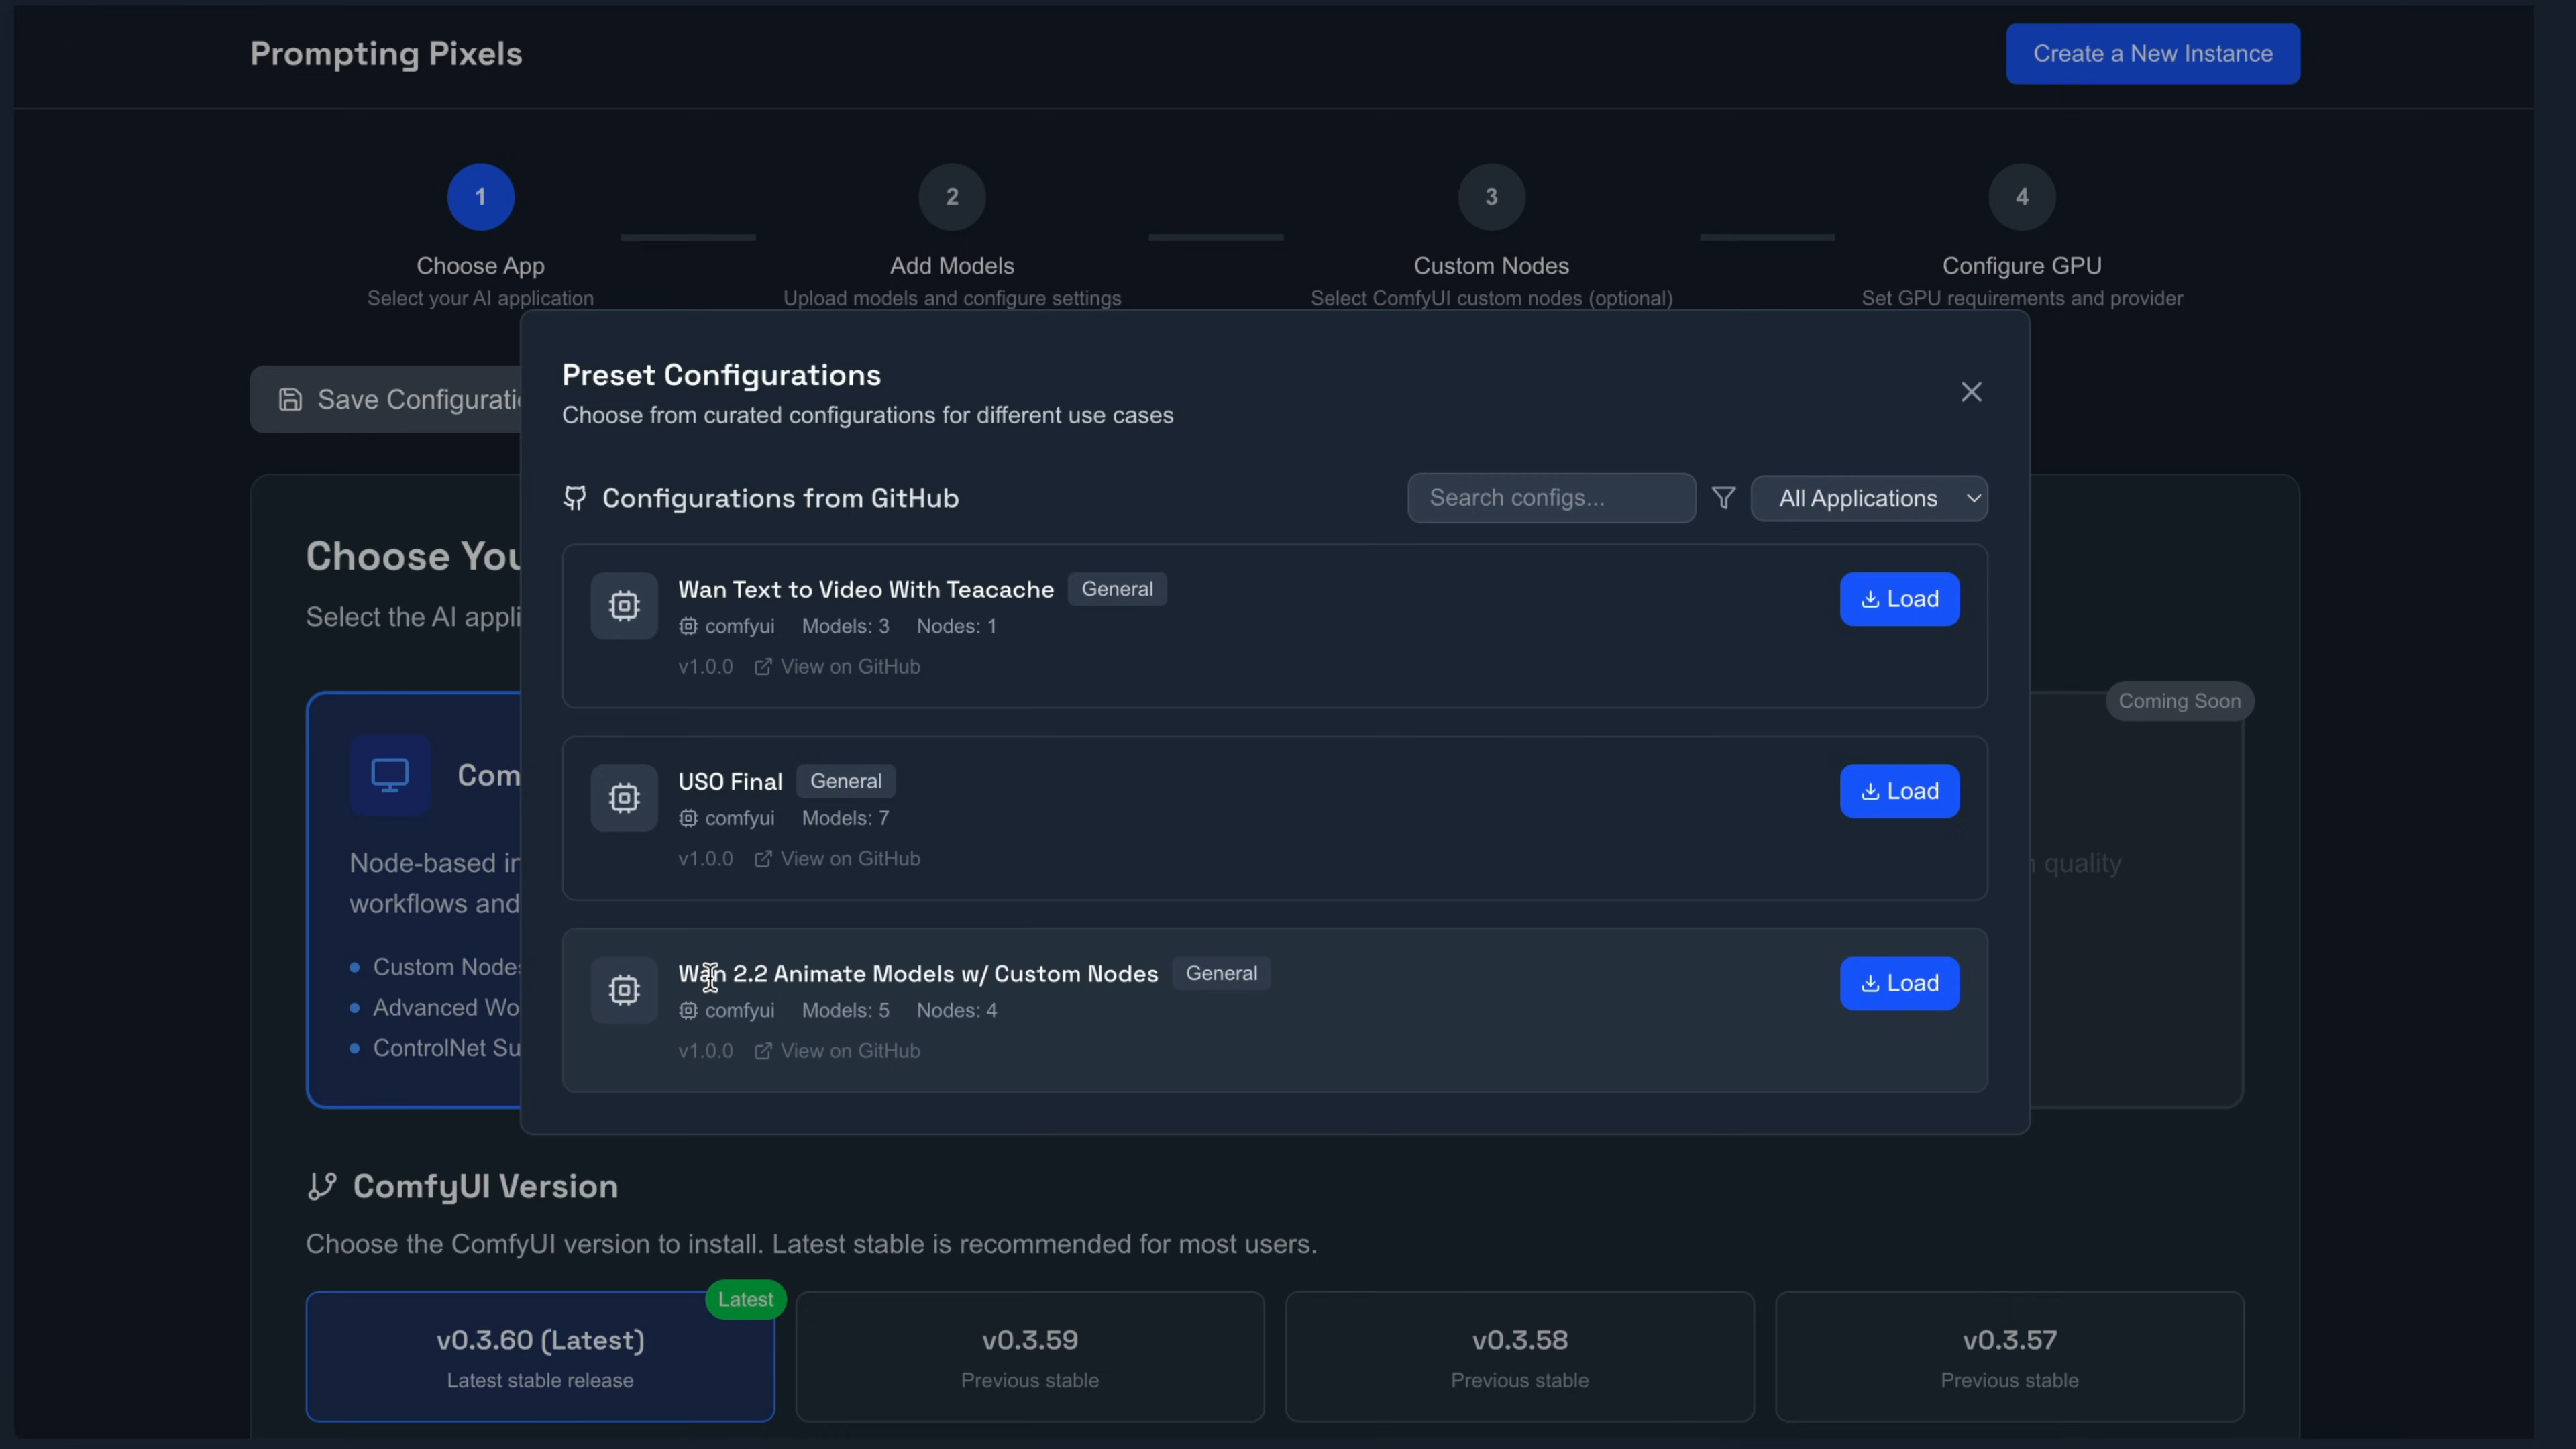 Prompting Pixels
Create a New Instance
1
2
3
4
Choose App
Add Models
Custom Nodes
Configure GPU
Select your AI application
Upload models and configure settings
Select ComfyUI custom nodes (optional)
Set GPU requirements and provider
Save Configurati
Preset Configurations
Choose from curated configurations for different use cases
Configurations from GitHub
Search configs...
All Applications
Wan Text to Video With Teacache
General
Load
comfyui
Models: 3
Nodes: 1
v1.0.0
View on GitHub
USO Final
General
Load
comfyui
Models: 7
v1.0.0
View on GitHub
Wan 2.2 Animate Models w/ Custom Nodes
General
Load
comfyui
Models: 5
Nodes: 4
v1.0.0
View on GitHub
Choose You
Select the AI appli
Com
Node-based in
workflows and
Custom Nodes
Advanced Wo
ControlNet Su
Coming Soon
quality
ComfyUI Version
Choose the ComfyUI version to install. Latest stable is recommended for most users.
Latest
v0.3.60 (Latest)
Latest stable release
v0.3.59
Previous stable
v0.3.58
Previous stable
v0.3.57
Previous stable